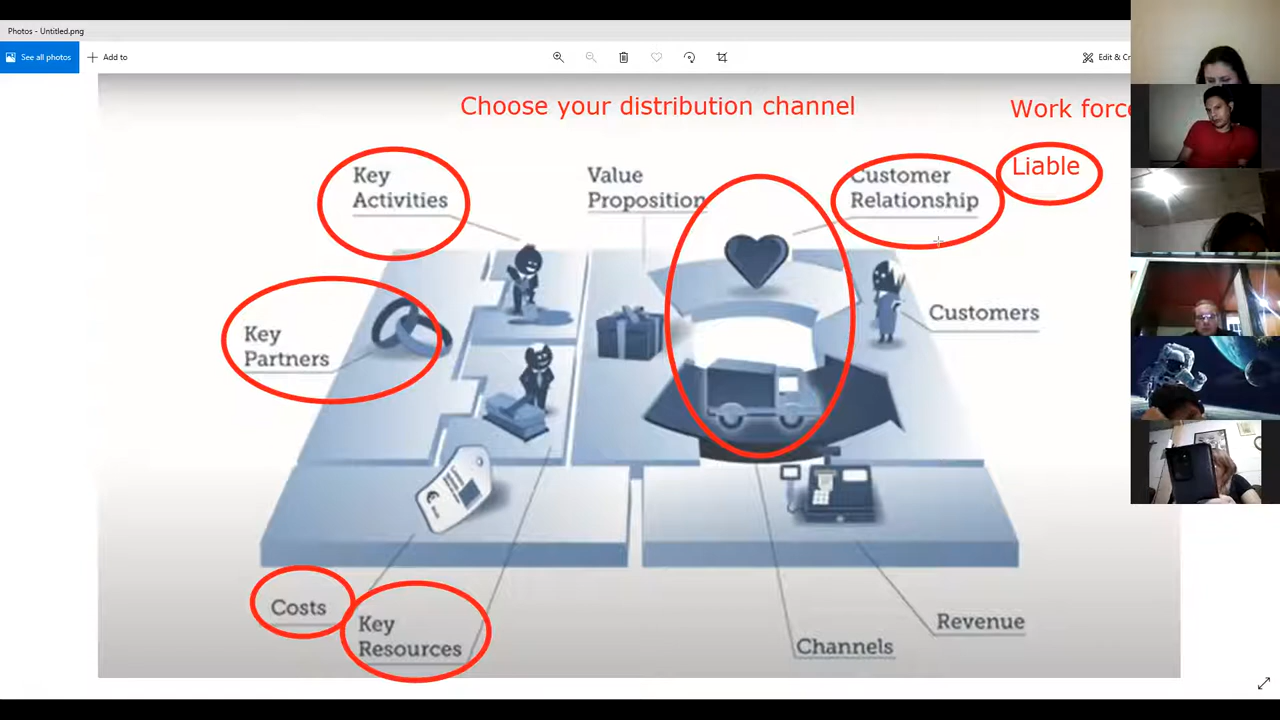 Photos - Untitled.png
See all photos
Add to
Edit & Cr
Choose your distribution channel
Work force
Liable
Key
Activities
Value
Proposition
Customer
Relationship
Key
Partners
Customers
Costs
Key
Resources
Channels
Revenue